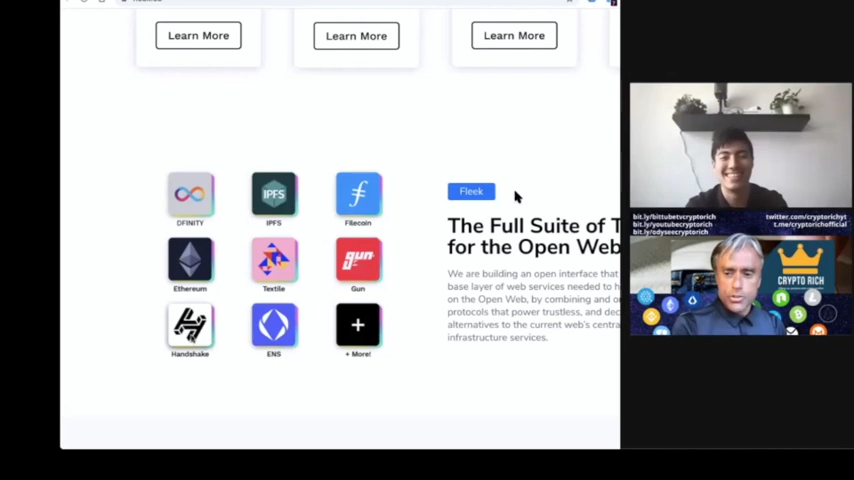 Learn More
Learn More
Learn More
DFINITY
IPFS
IPFS
Filecoin
Ethereum
Textile
gun
Gun
Handshake
ENS
+ More!
Fleek
The Full Suite of T
for the Open Web
We are building an open interface that
base layer of web services needed to h
on the Open Web, by combining and o
protocols that power trustless, and dec
alternatives to the current web's centra
infrastructure services.
bit.ly/bittubetvcryptorich
bit.ly/youtubecryptorich
bit.ly/odyseecryptorich
twitter.com/cryptorichyt
t.me/cryptorichofficial
CRYPTO RICH